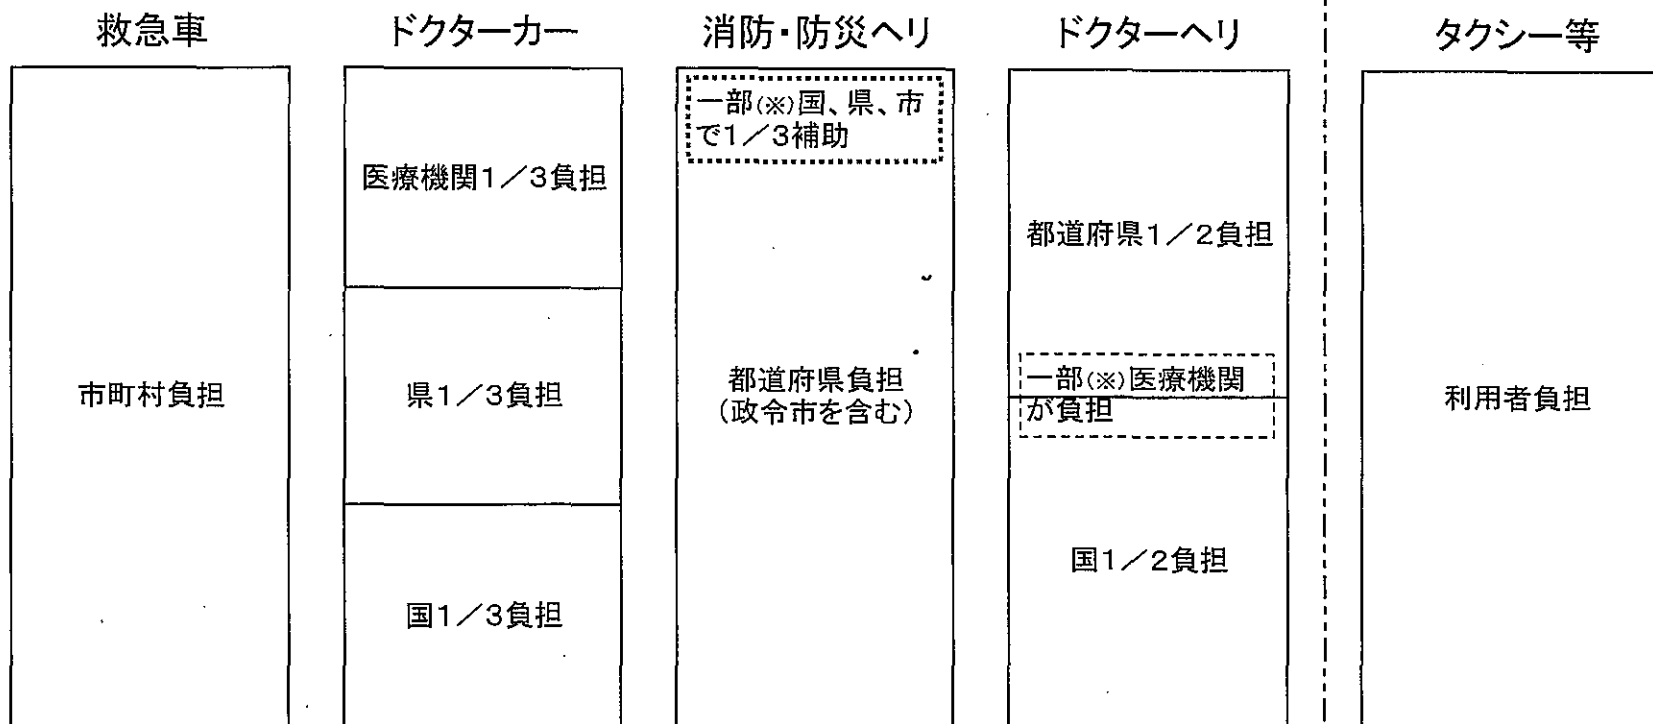 救急車
市町村負担
ドクターカー
医療機関1／3負担
県1／3負担
国1／3負担
消防・防災ヘリ
一部(※)国、県、市
で1／3補助
都道府県負担
(政令市を含む)
ドクターヘリ
都道府県1／2負担
一部(※)医療機関
が負担
国1／2負担
タクシー等
利用者負担